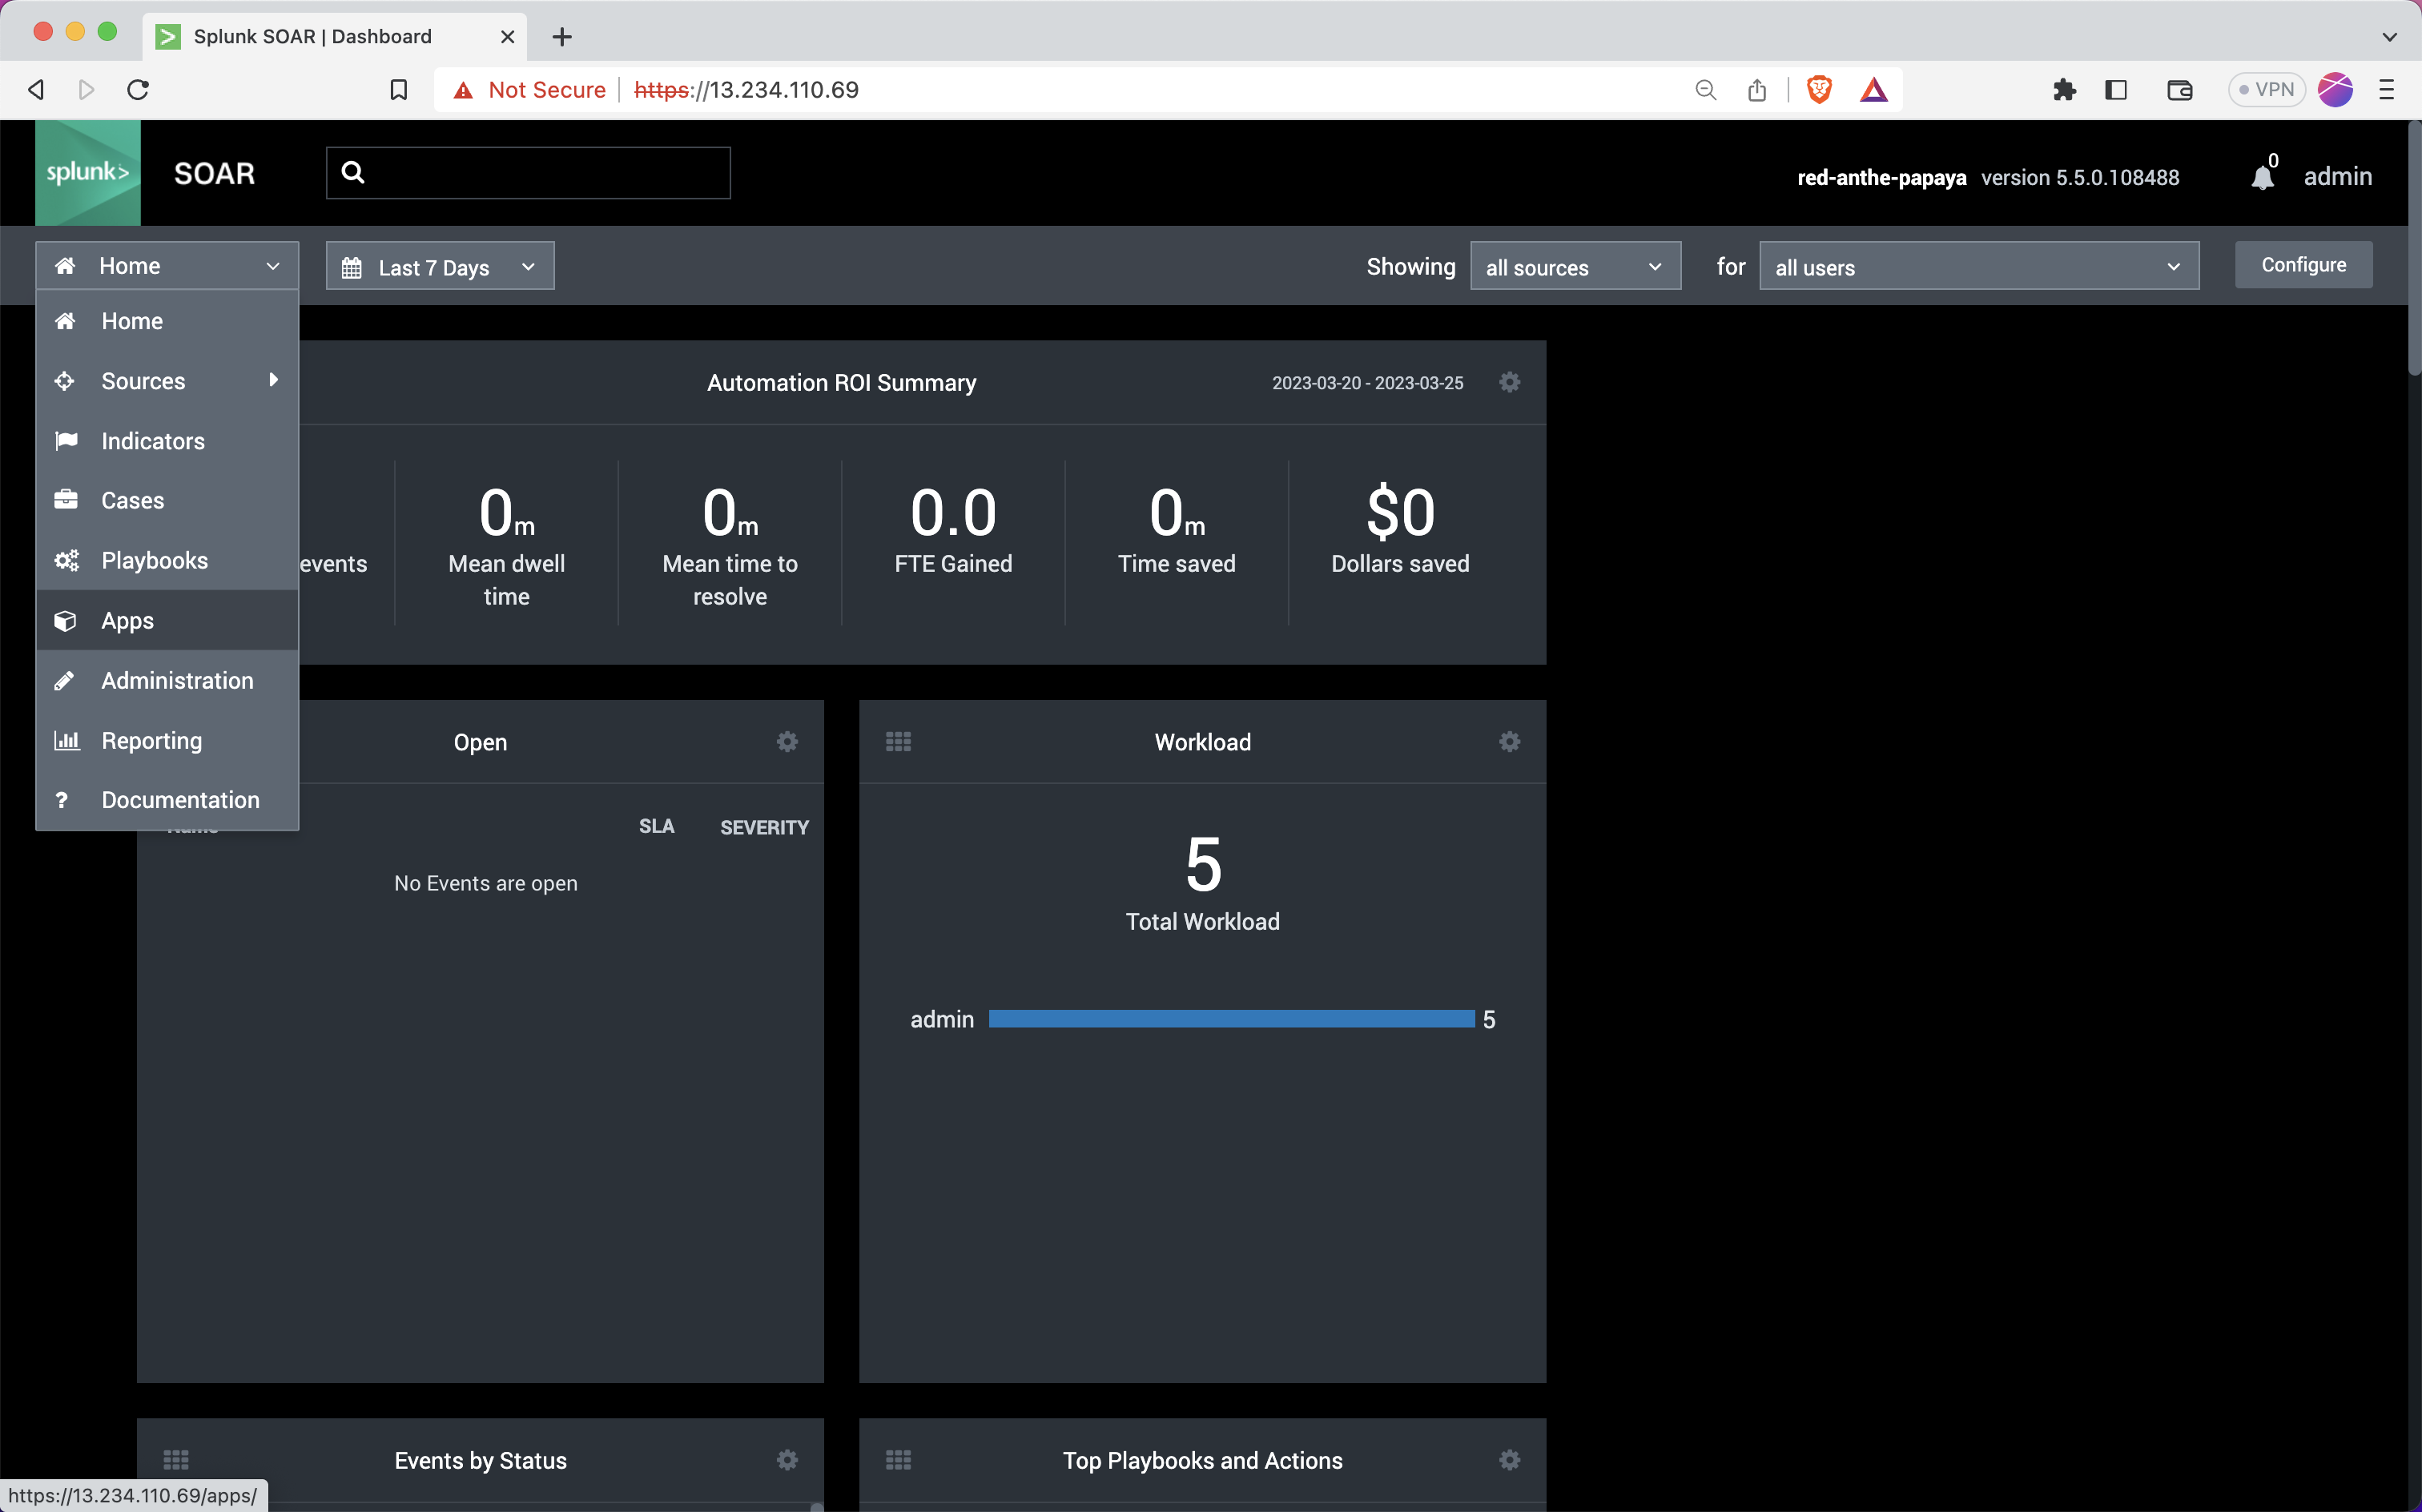 Splunk SOAR | Dashboard
Not Secure
https://13.234.110.69
VPN
splunk>
SOAR
red-anthe-papaya version 5.5.0.108488
0
admin
Home
Last 7 Days
Showing
all sources
for
all users
Configure
Home
Sources
Indicators
Cases
Playbooks
Apps
Administration
Reporting
Documentation
Automation ROI Summary
2023-03-20 - 2023-03-25
events
0m
Mean dwell
time
0m
Mean time to
resolve
0.0
FTE Gained
0m
Time saved
$0
Dollars saved
Open
SLA
SEVERITY
No Events are open
Workload
5
Total Workload
admin
5
Events by Status
Top Playbooks and Actions
https://13.234.110.69/apps/